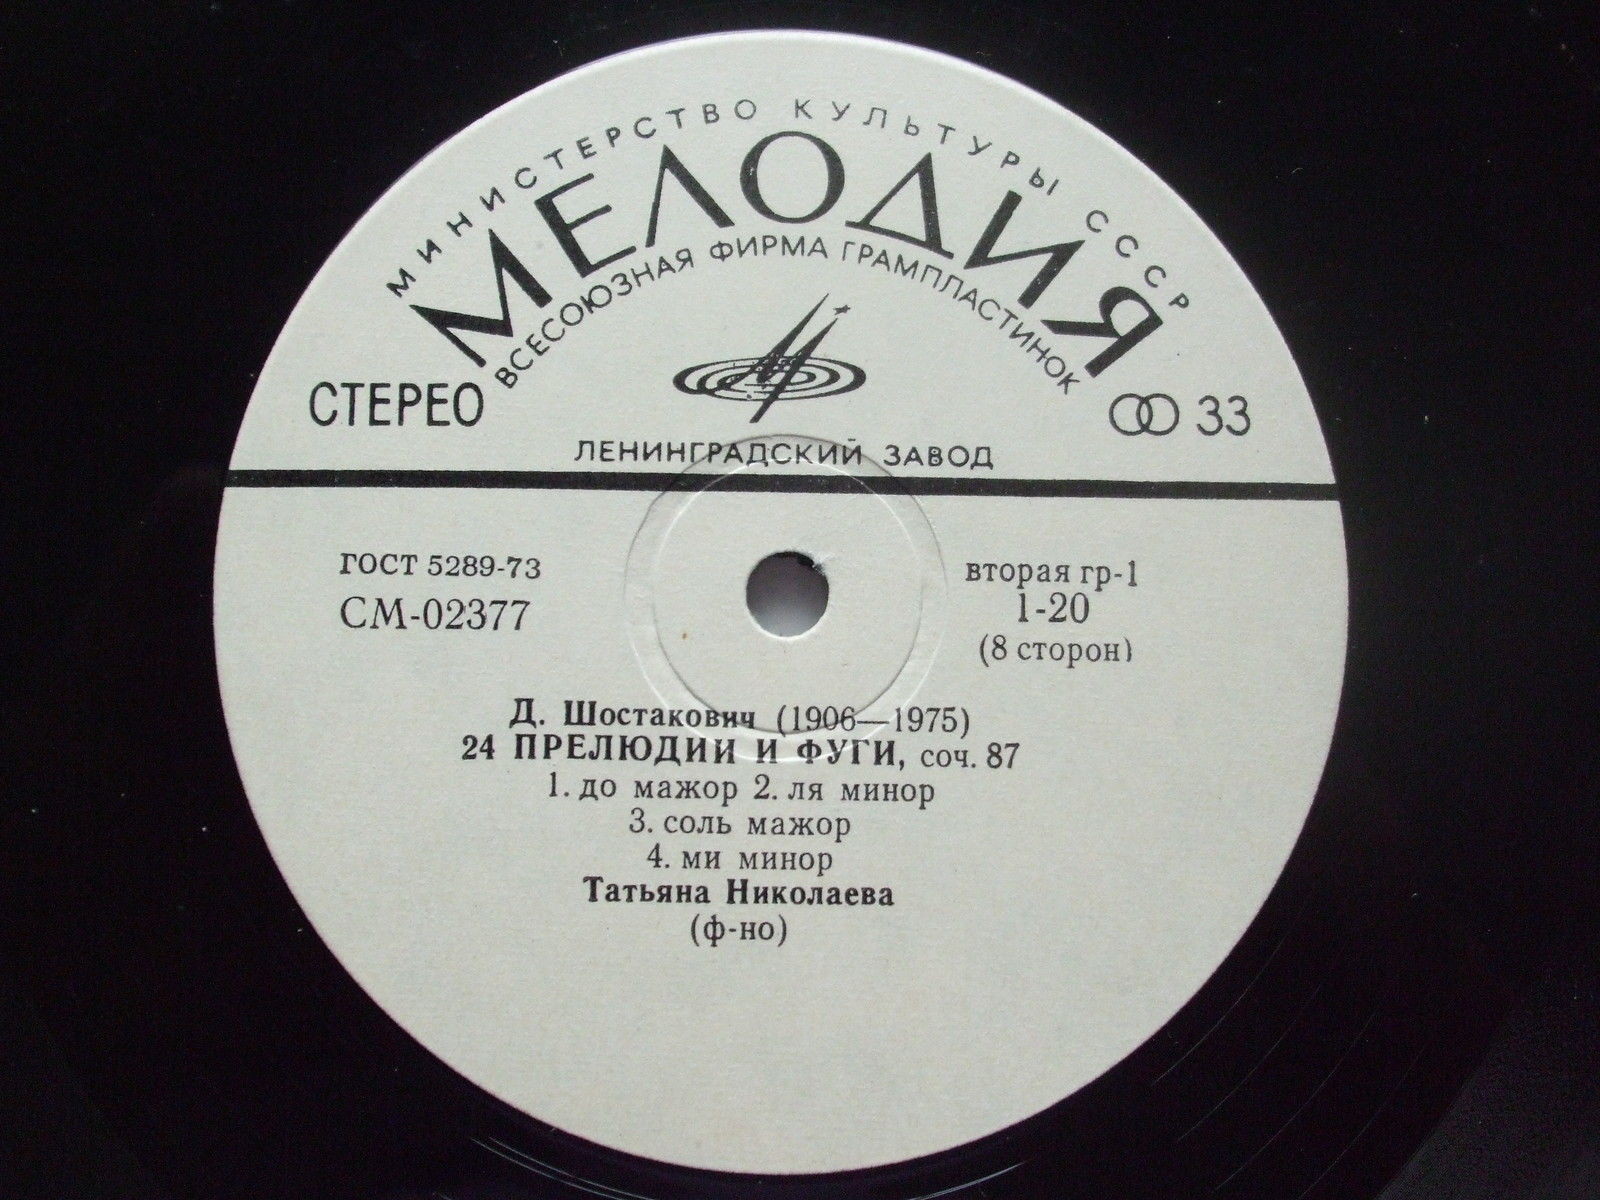 МИНИСТЕРСТВО КУЛЬТУРЫ СССР
МЕЛОДИЯ
ВСЕСОЮЗНАЯ ФИРМА ГРАМПЛАСТИНОК
СТЕРЕО
33
ЛЕНИНГРАДСКИЙ ЗАВОД
ГОСТ 5289-73
СМ-02377
вторая гр-1
1-20
(8 сторон)
Д. Шостакович (1906—1975)
24 ПРЕЛЮДИИ И ФУГИ, соч. 87
1. до мажор 2. ля минор
3. соль мажор
4. ми минор
Татьяна Николаева
(ф-но)